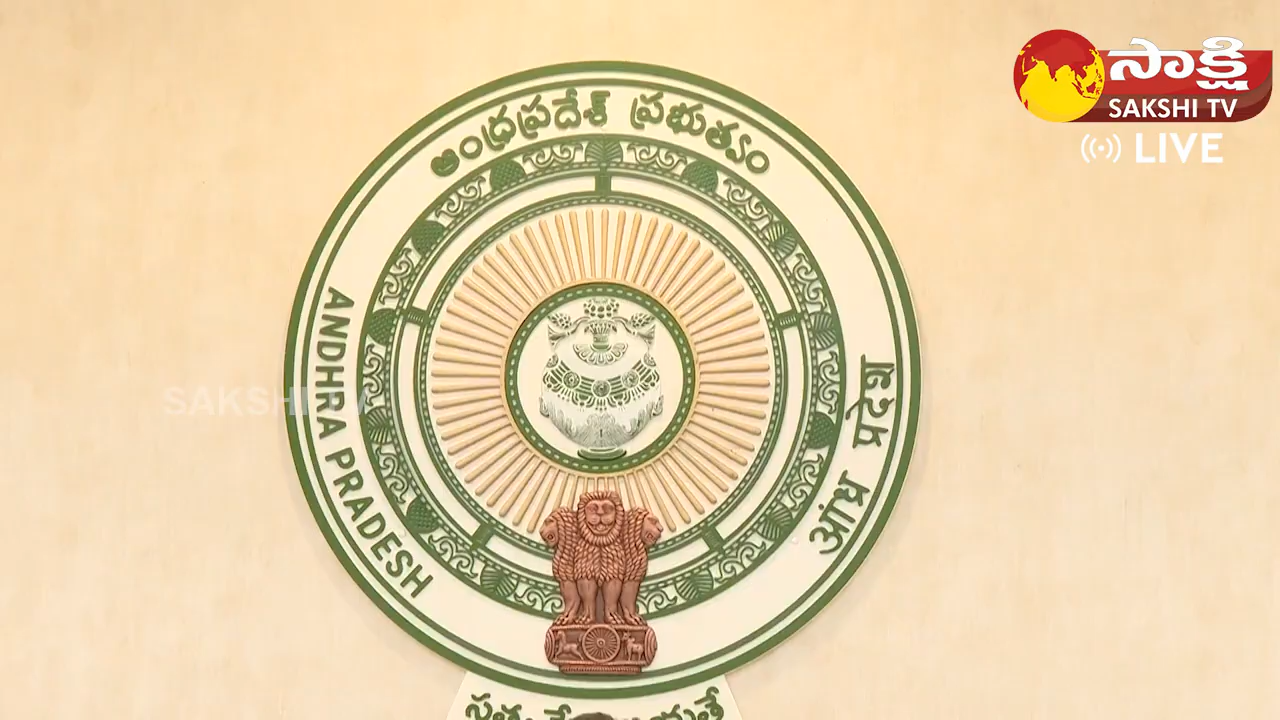 ఆంధ్రప్రదేశ్ ప్రభుత్వం
ANDHRA PRADESH
आंध्र प्रदेश
సాక్షి
SAKSHI TV
LIVE
SAKSHI TV